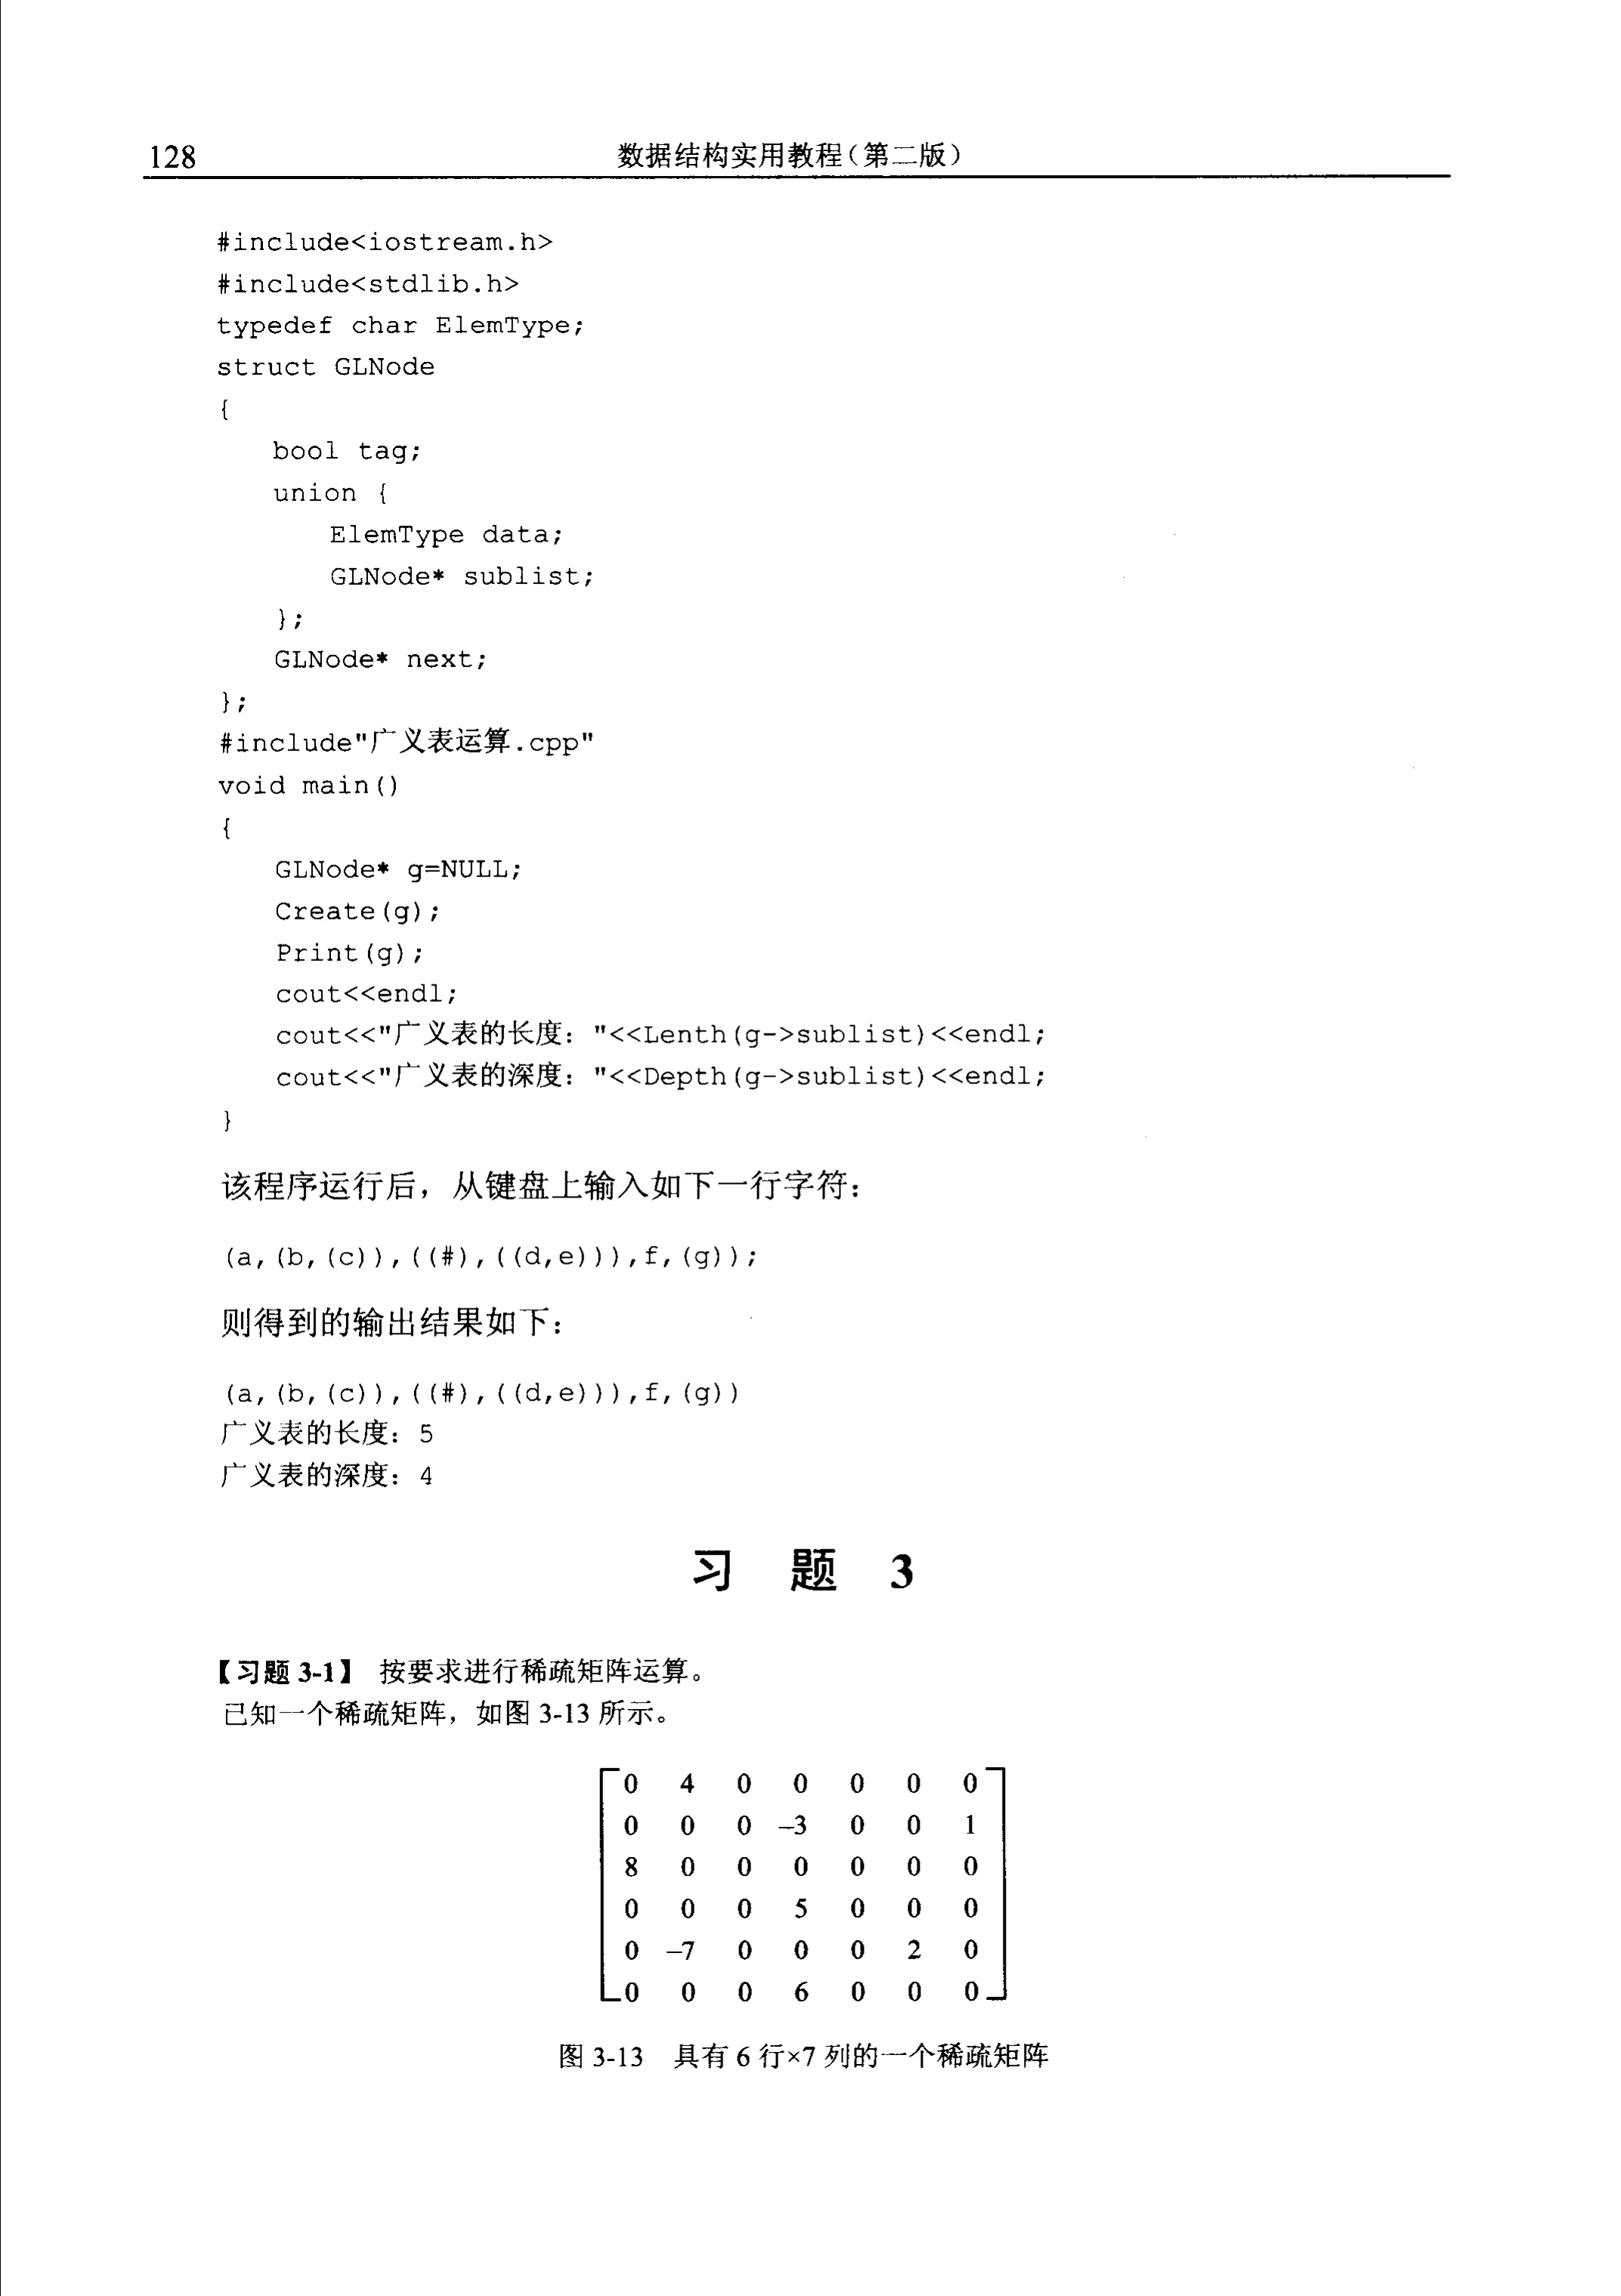 128
数据结构实用教程(第二版)
#include<iostream.h>
#include<stdlib.h>
typedef char ElemType;
struct GLNode
{
bool tag;
union {
ElemType data;
GLNode* sublist;
};
GLNode* next;
};
#include"广义表运算.cpp"
void main()
{
GLNode* g=NULL;
Create(g);
Print(g);
cout<<endl;
cout<<"广义表的长度："<<Lenth(g->sublist)<<endl;
cout<<"广义表的深度："<<Depth(g->sublist)<<endl;
}
该程序运行后，从键盘上输入如下一行字符：
(a,(b,(c)),((#),((d,e))),f,(g));
则得到的输出结果如下：
(a,(b,(c)),((#),((d,e))),f,(g))
广义表的长度：5
广义表的深度：4
习 题 3
【习题 3-1】 按要求进行稀疏矩阵运算。
已知一个稀疏矩阵，如图 3-13 所示。
0 4 0 0 0 0 0
0 0 0 –3 0 0 1
8 0 0 0 0 0 0
0 0 0 5 0 0 0
0 –7 0 0 0 2 0
0 0 0 6 0 0 0
图 3-13 具有 6 行×7 列的一个稀疏矩阵